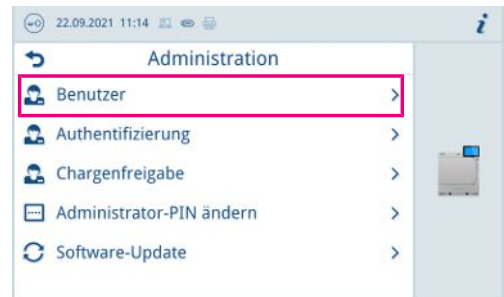 22.09.2021 11:14
i
Administration
Benutzer
Authentifizierung
Chargenfreigabe
Administrator-PIN ändern
Software-Update